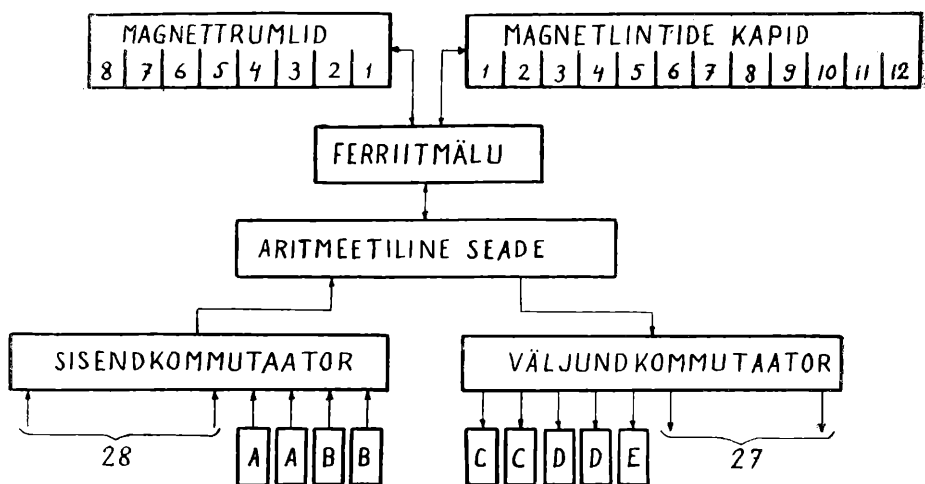 MAGNETTRUMLID
8 7 6 5 4 3 2 1
MAGNETLINTIDE KAPID
1 2 3 4 5 6 7 8 9 10 11 12
FERRIITMÄLU
ARITMEETILINE SEADE
SISENDKOMMUTAATOR
VÄLJUNDKOMMUTAATOR
28
A A B B
C C D D E
27